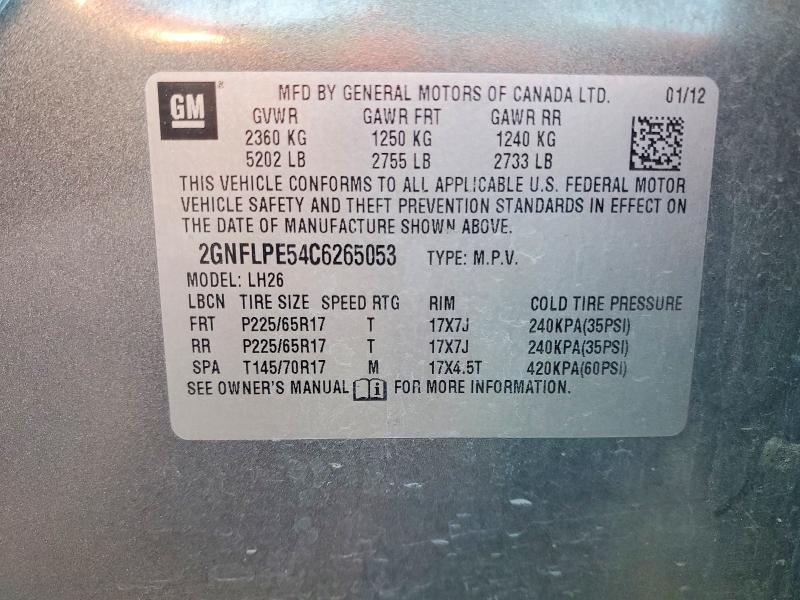 GM ® MFD BY GENERAL MOTORS OF CANADA LTD. 01/12
GVWR GAWR FRT GAWR RR
2360 KG 1250 KG 1240 KG
5202 LB 2755 LB 2733 LB
THIS VEHICLE CONFORMS TO ALL APPLICABLE U.S. FEDERAL MOTOR
VEHICLE SAFETY AND THEFT PREVENTION STANDARDS IN EFFECT ON
THE DATE OF MANUFACTURE SHOWN ABOVE.
2GNFLPE54C6265053 TYPE: M.P.V.
MODEL: LH26
LBCN TIRE SIZE SPEED RTG RIM COLD TIRE PRESSURE
FRT P225/65R17 T 17X7J 240KPA(35PSI)
RR P225/65R17 T 17X7J 240KPA(35PSI)
SPA T145/70R17 M 17X4.5T 420KPA(60PSI)
SEE OWNER'S MANUAL FOR MORE INFORMATION.